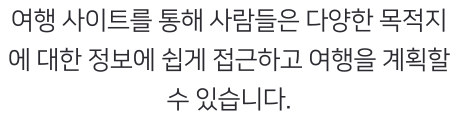 여행 사이트를 통해 사람들은 다양한 목적지
에 대한 정보에 쉽게 접근하고 여행을 계획할
수 있습니다.